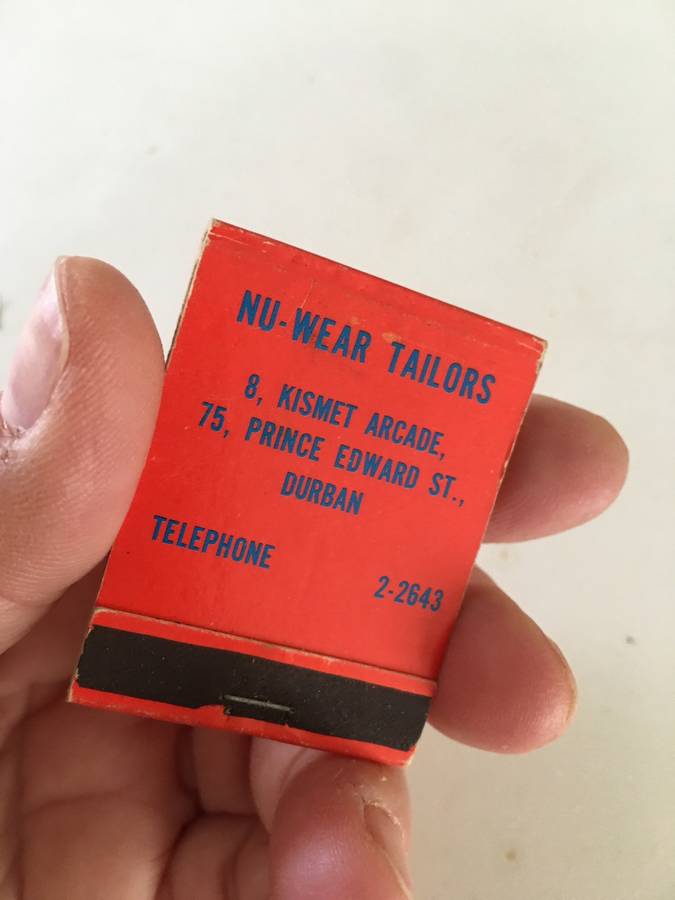 NU-WEAR TAILORS
8, KISMET ARCADE,
75, PRINCE EDWARD ST.,
DURBAN
TELEPHONE
2-2643